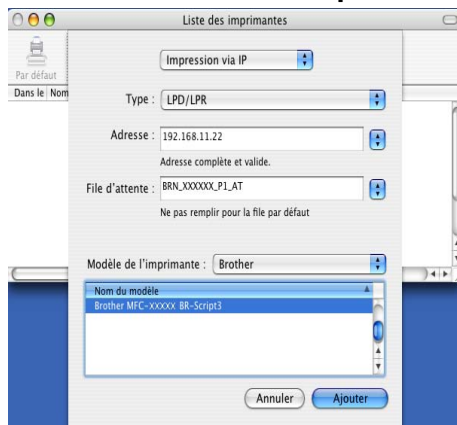 Liste des imprimantes
Impression via IP
Par défaut
Dans le Nom
Type : LPD/LPR
Adresse : 192.168.11.22
Adresse complète et valide.
File d'attente : BRN_XXXXXX_P1_AT
Ne pas remplir pour la file par défaut
Modèle de l'imprimante : Brother
Nom du modèle
Brother MFC-XXXXX BR-Script3
Annuler Ajouter